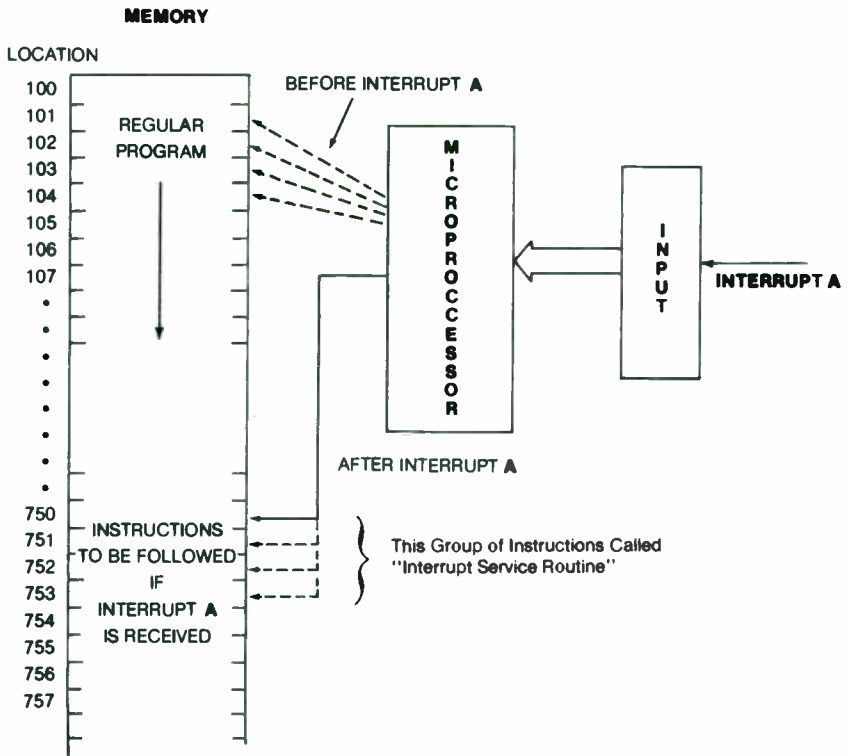 MEMORY
LOCATION
100
101
102
103
104
105
106
107
750
751
752
753
754
755
756
757
REGULAR
PROGRAM
INSTRUCTIONS
TO BE FOLLOWED
IF
INTERRUPT A
IS RECEIVED
BEFORE INTERRUPT A
MICROPROCCESSOR
INPUT
INTERRUPT A
AFTER INTERRUPT A
This Group of Instructions Called
"Interrupt Service Routine"